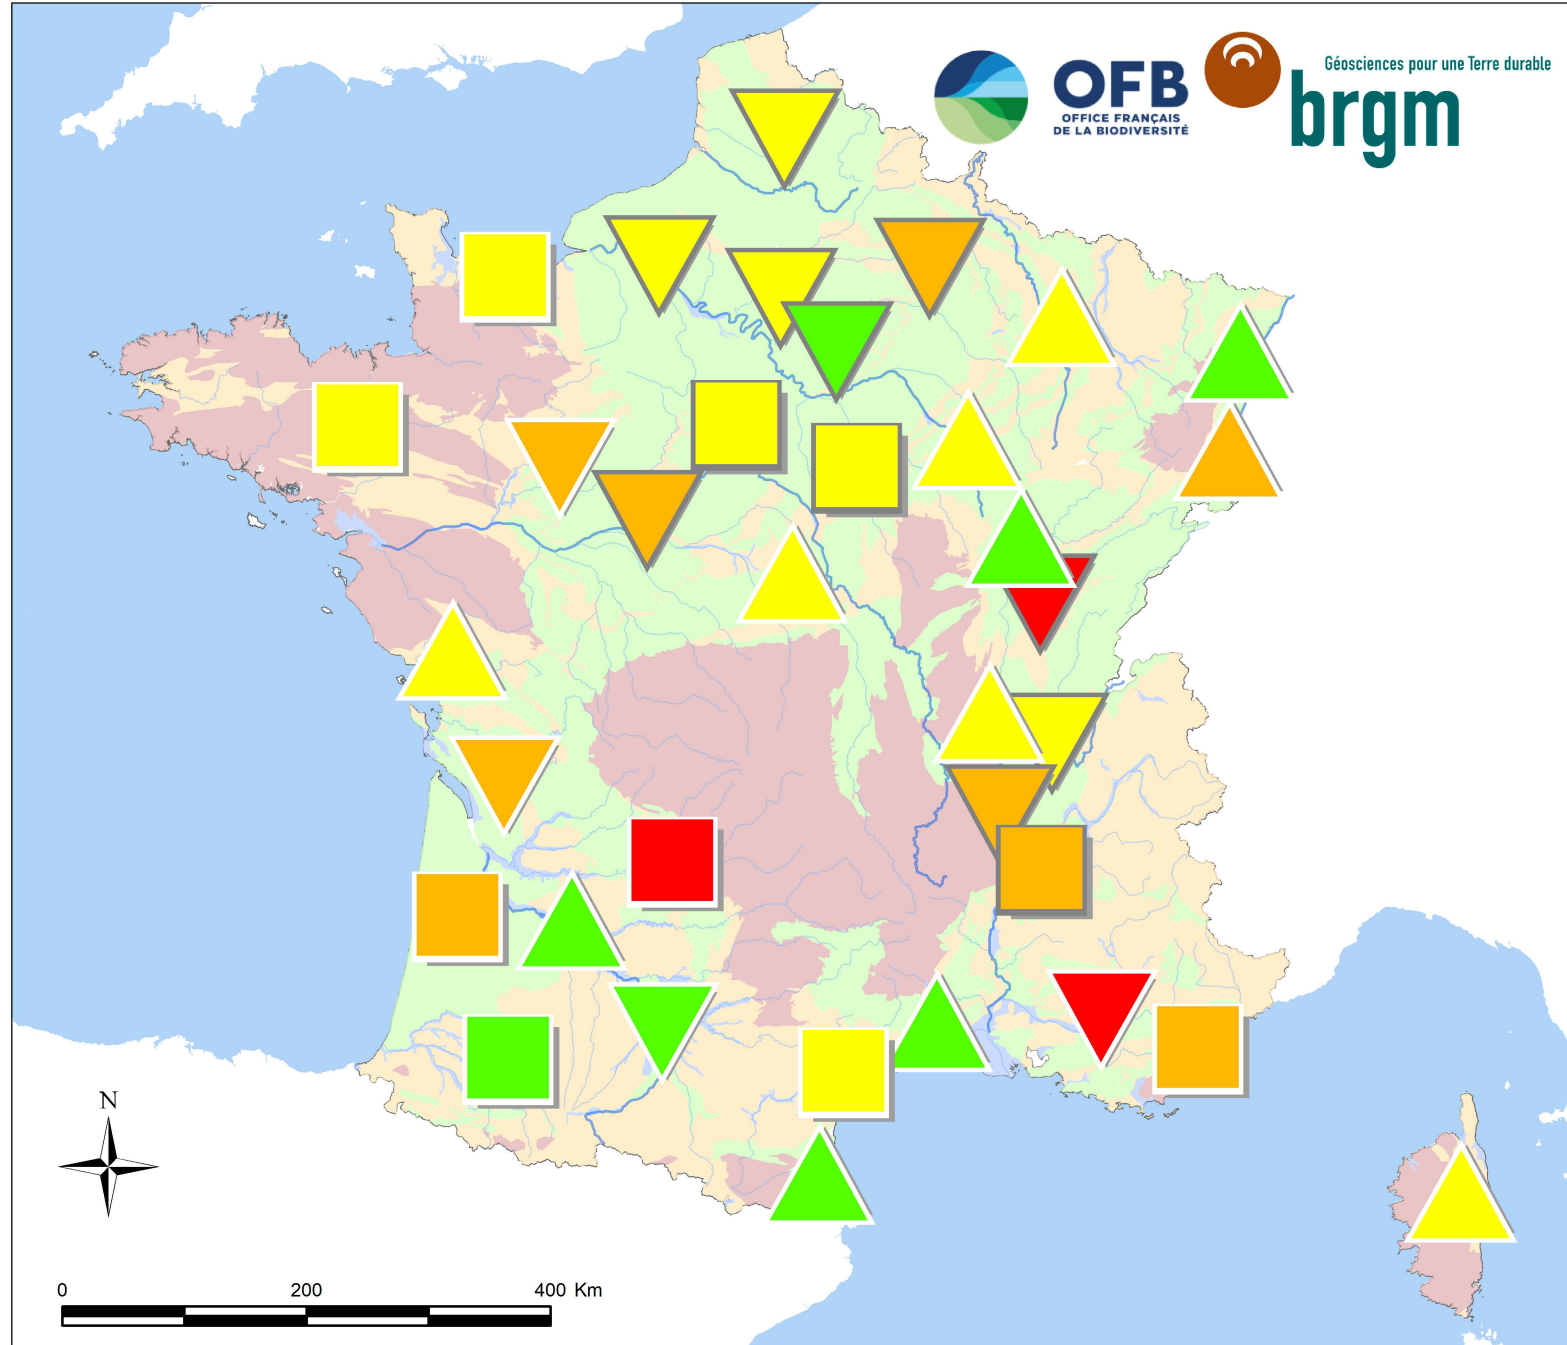 OFB
OFFICE FRANÇAIS
DE LA BIODIVERSITÉ
Géosciences pour une Terre durable
brgm
N
0 200 400 Km